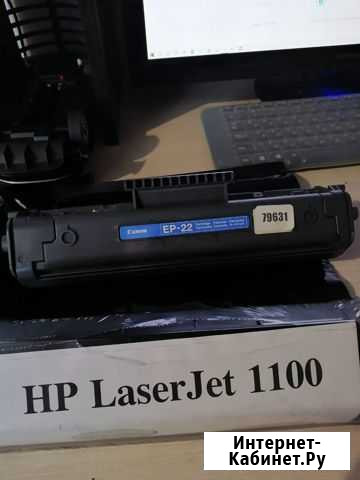 Canon
EP-22
79631
HP LaserJet 1100
Интернет-
Кабинет.Ру